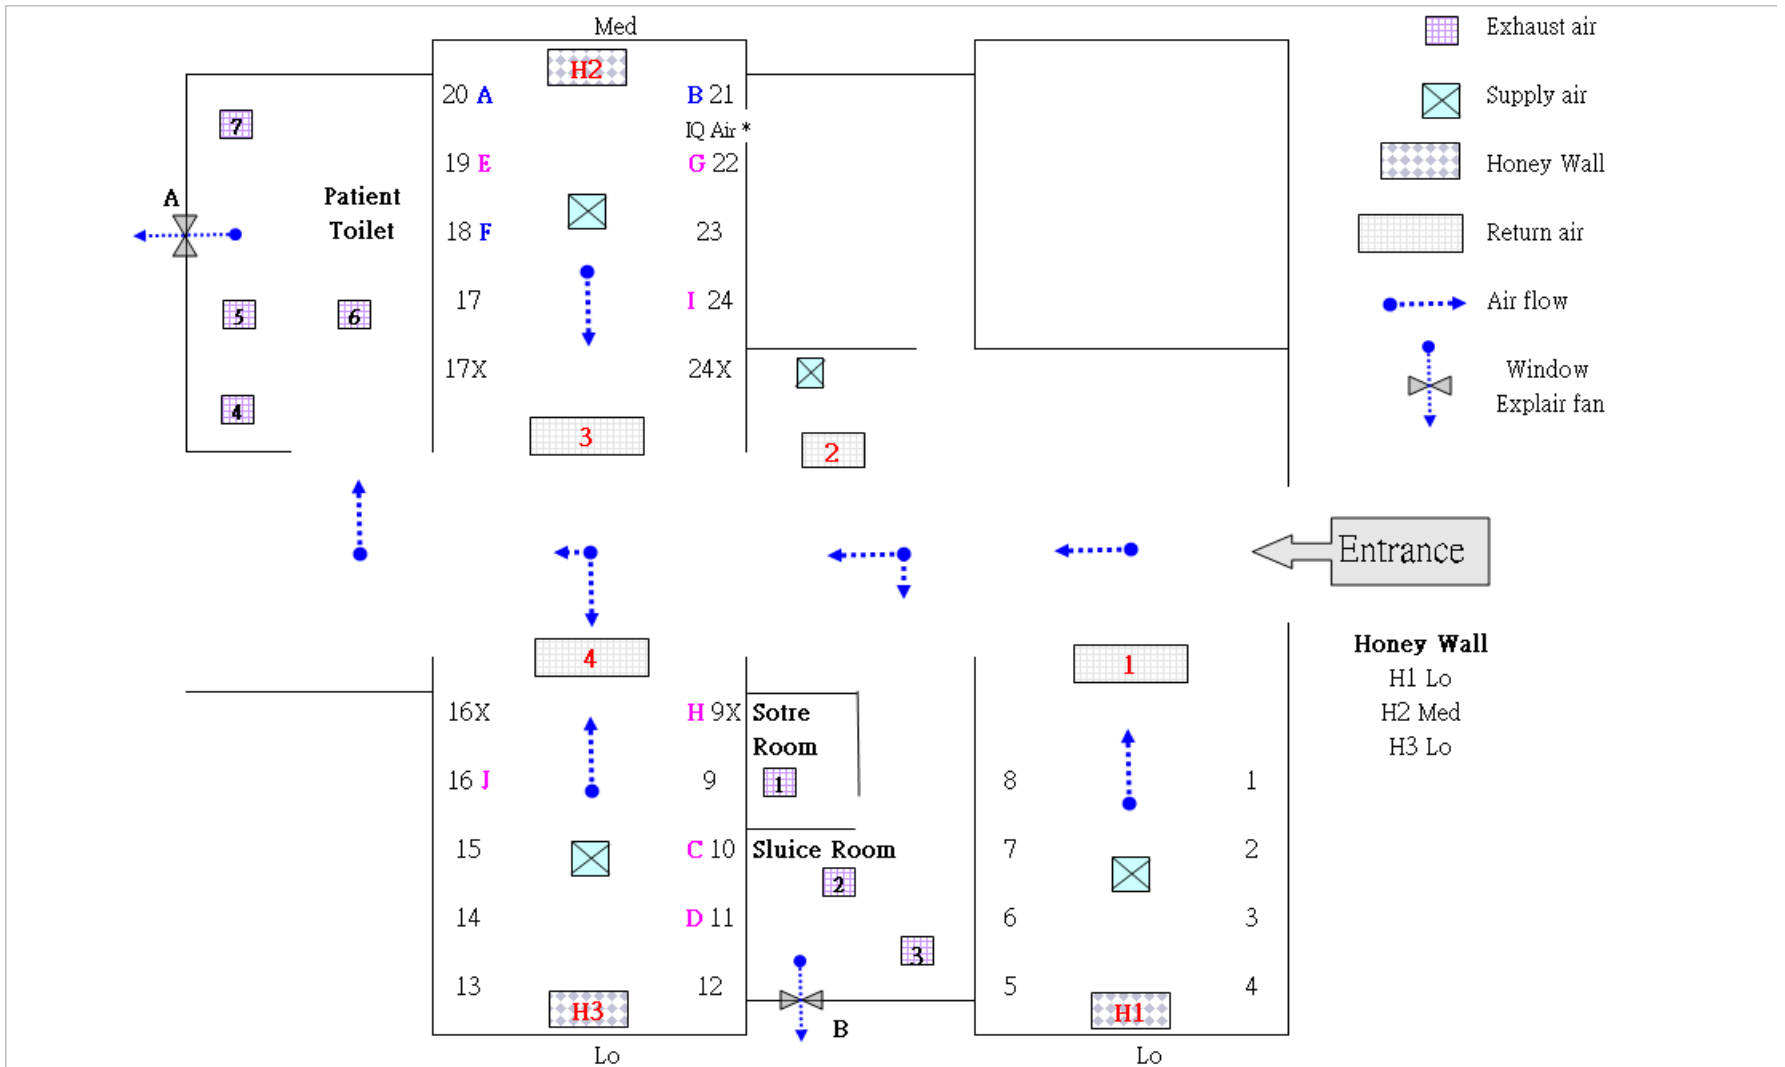 Med
H2
20 A
B 21
IQ Air *
19 E
G 22
18 F
23
17
I 24
17X
24X
3
7
A
Patient
Toilet
5
6
4
2
Exhaust air
Supply air
Honey Wall
Return air
Air flow
Window
Explair fan
Entrance
Honey Wall
H1 Lo
H2 Med
H3 Lo
4
16X
H 9X
16 J
9
15
C 10
14
D 11
13
12
H3
Lo
Sotre
Room
1
Sluice Room
2
3
B
1
8
1
7
2
6
3
5
4
H1
Lo